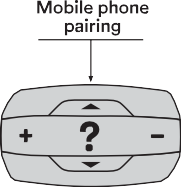 Mobile phone
pairing
+ ? −